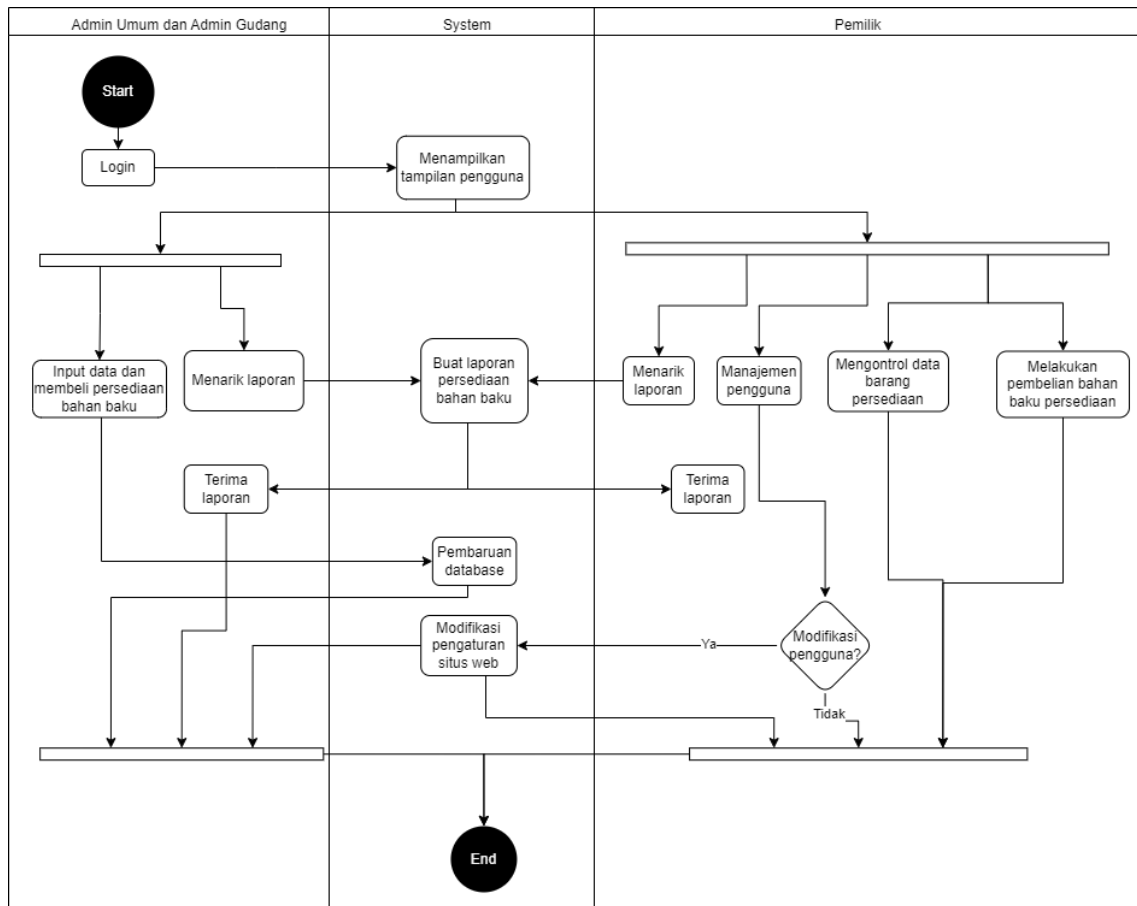 Admin Umum dan Admin Gudang
System
Pemilik
Start
Login
Menampilkan
tampilan pengguna
Input data dan
membeli persediaan
bahan baku
Menarik laporan
Buat laporan
persediaan
bahan baku
Menarik
laporan
Manajemen
pengguna
Mengontrol data
barang
persediaan
Melakukan
pembelian bahan
baku persediaan
Terima
laporan
Terima
laporan
Pembaruan
database
Modifikasi
pengaturan
situs web
Ya
Modifikasi
pengguna?
Tidak
End